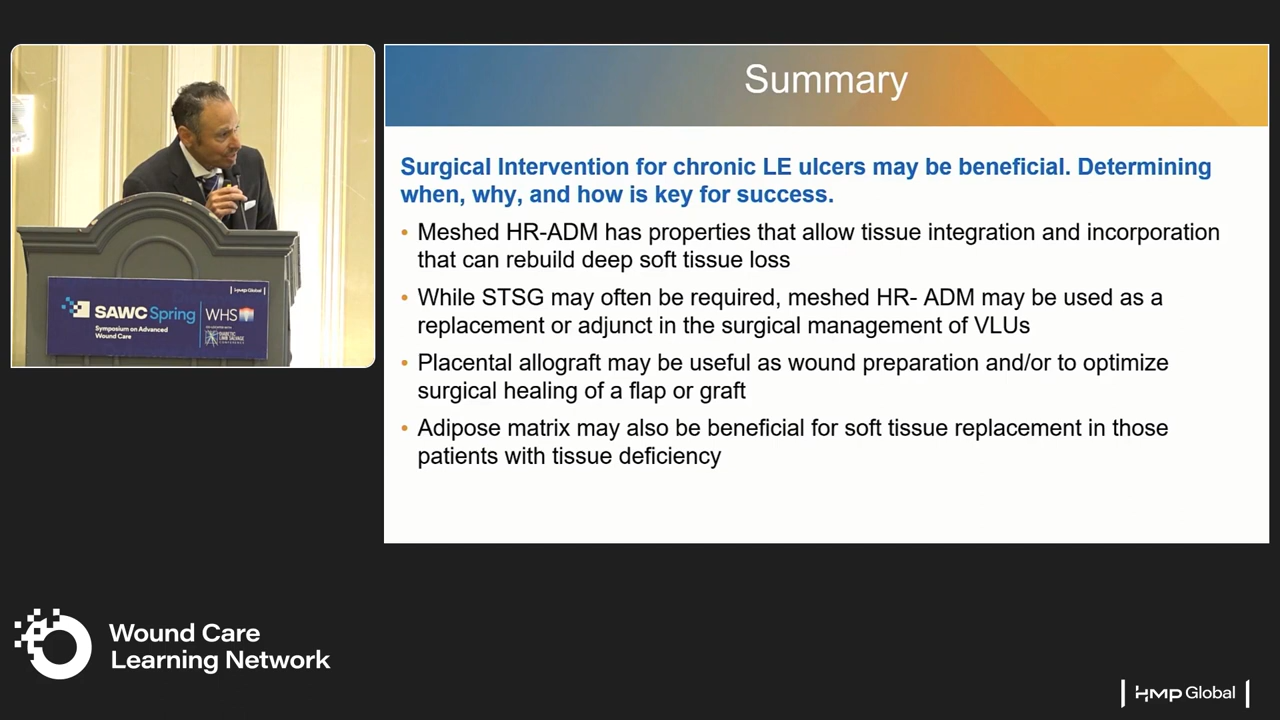 Summary
Surgical Intervention for chronic LE ulcers may be beneficial. Determining
when, why, and how is key for success.
• Meshed HR-ADM has properties that allow tissue integration and incorporation
that can rebuild deep soft tissue loss
• While STSG may often be required, meshed HR- ADM may be used as a
replacement or adjunct in the surgical management of VLUs
• Placental allograft may be useful as wound preparation and/or to optimize
surgical healing of a flap or graft
• Adipose matrix may also be beneficial for soft tissue replacement in those
patients with tissue deficiency
SAWC Spring
Symposium on Advanced
Wound Care
WHS
Wound Care
Learning Network
HMP Global